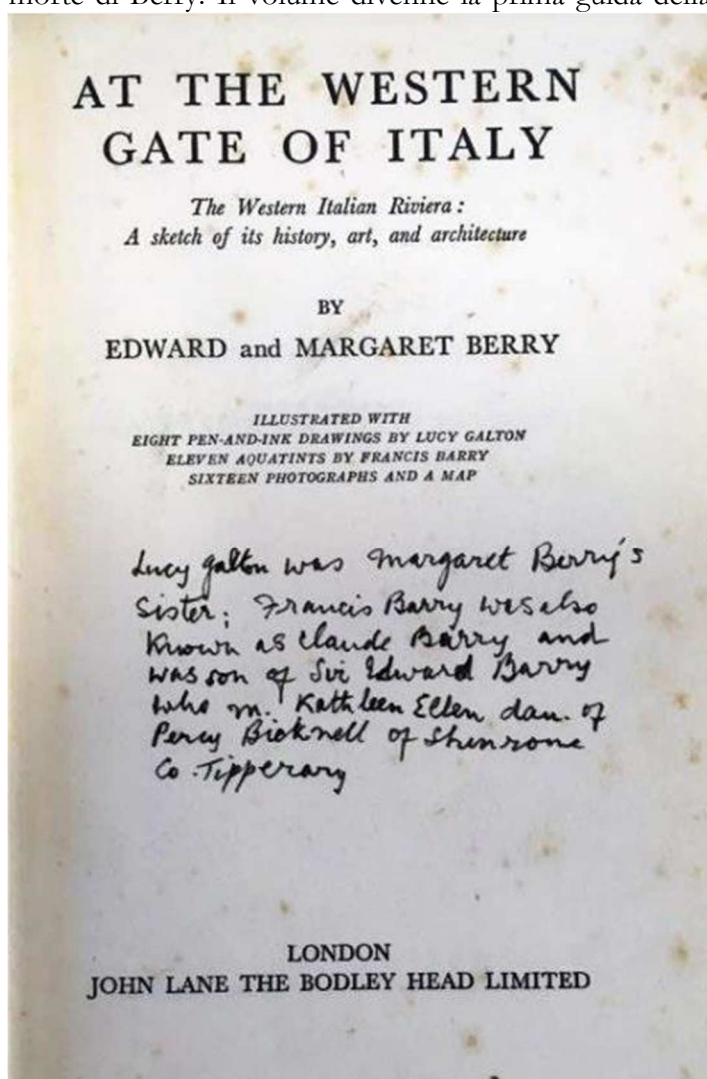 morte di Berry. Il volume divenne la prima guida della
AT THE WESTERN
GATE OF ITALY
The Western Italian Riviera:
A sketch of its history, art, and architecture
BY
EDWARD and MARGARET BERRY
ILLUSTRATED WITH
EIGHT PEN-AND-INK DRAWINGS BY LUCY GALTON
ELEVEN AQUATINTS BY FRANCIS BARRY
SIXTEEN PHOTOGRAPHS AND A MAP
Lucy Galton was Margaret Berry's
Sister; Francis Barry was also
Known as Claude Barry and
was son of Sir Edward Barry
who m. Kathleen Ellen dau. of
Percy Bicknell of Shinrone
Co. Tipperary
LONDON
JOHN LANE THE BODLEY HEAD LIMITED